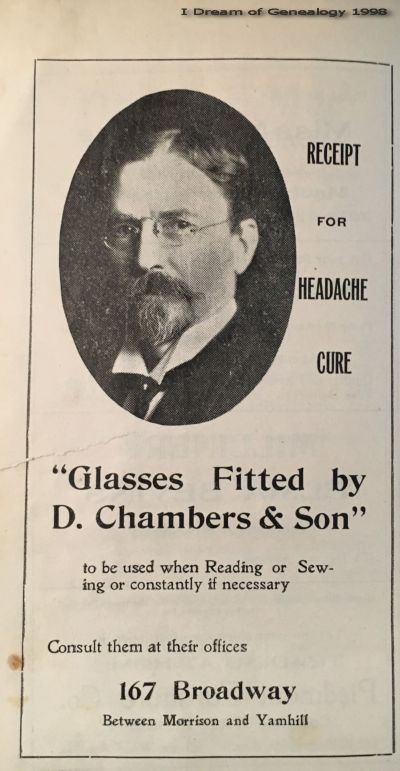 I Dream of Genealogy 1998
RECEIPT
FOR
HEADACHE
CURE
"Glasses Fitted by
D. Chambers & Son"
to be used when Reading or Sew-
ing or constantly if necessary
Consult them at their offices
167 Broadway
Between Morrison and Yamhill